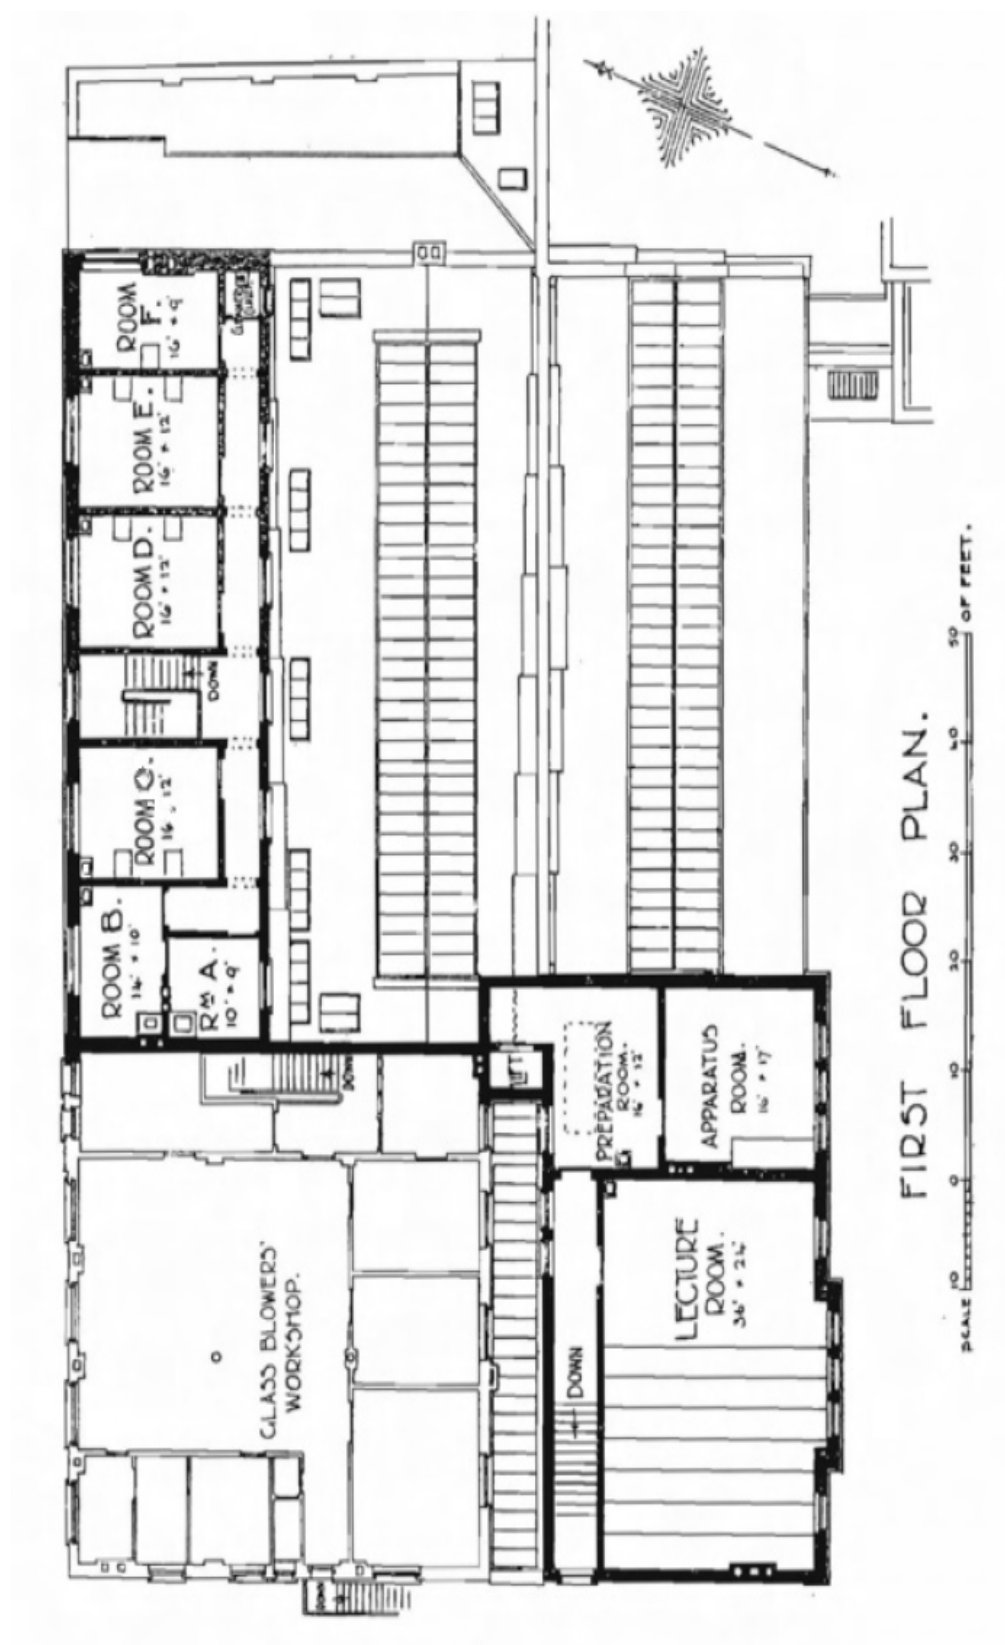 ROOM
F.
16' × 9'
ROOM E.
16' × 12'
ROOM D.
16' × 12'
DOWN
ROOM C.
16 . 12'
ROOM B.
14' × 10'
RM A.
10' × 9'
DOWN
LIFT
PREPARATION
ROOM.
16' × 12'
APPARATUS
ROOM.
16' × 17'
LECTURE
ROOM.
36' × 24'
DOWN
GLASS BLOWERS'
WORKSHOP.
DOWN
FIRST FLOOR PLAN.
SCALE 10 0 10 20 30 40 50 OF FEET.